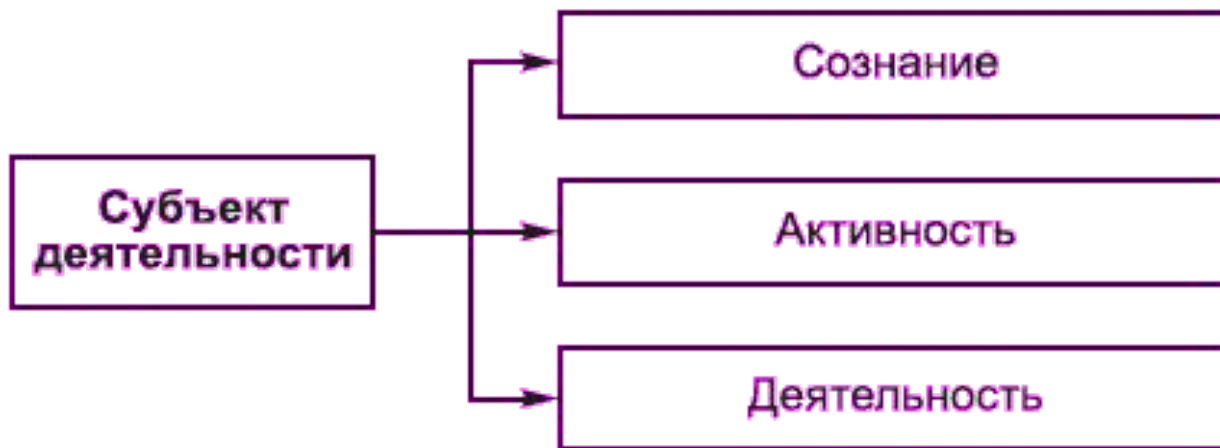 Сознание
Субъект
деятельности
Активность
Деятельность